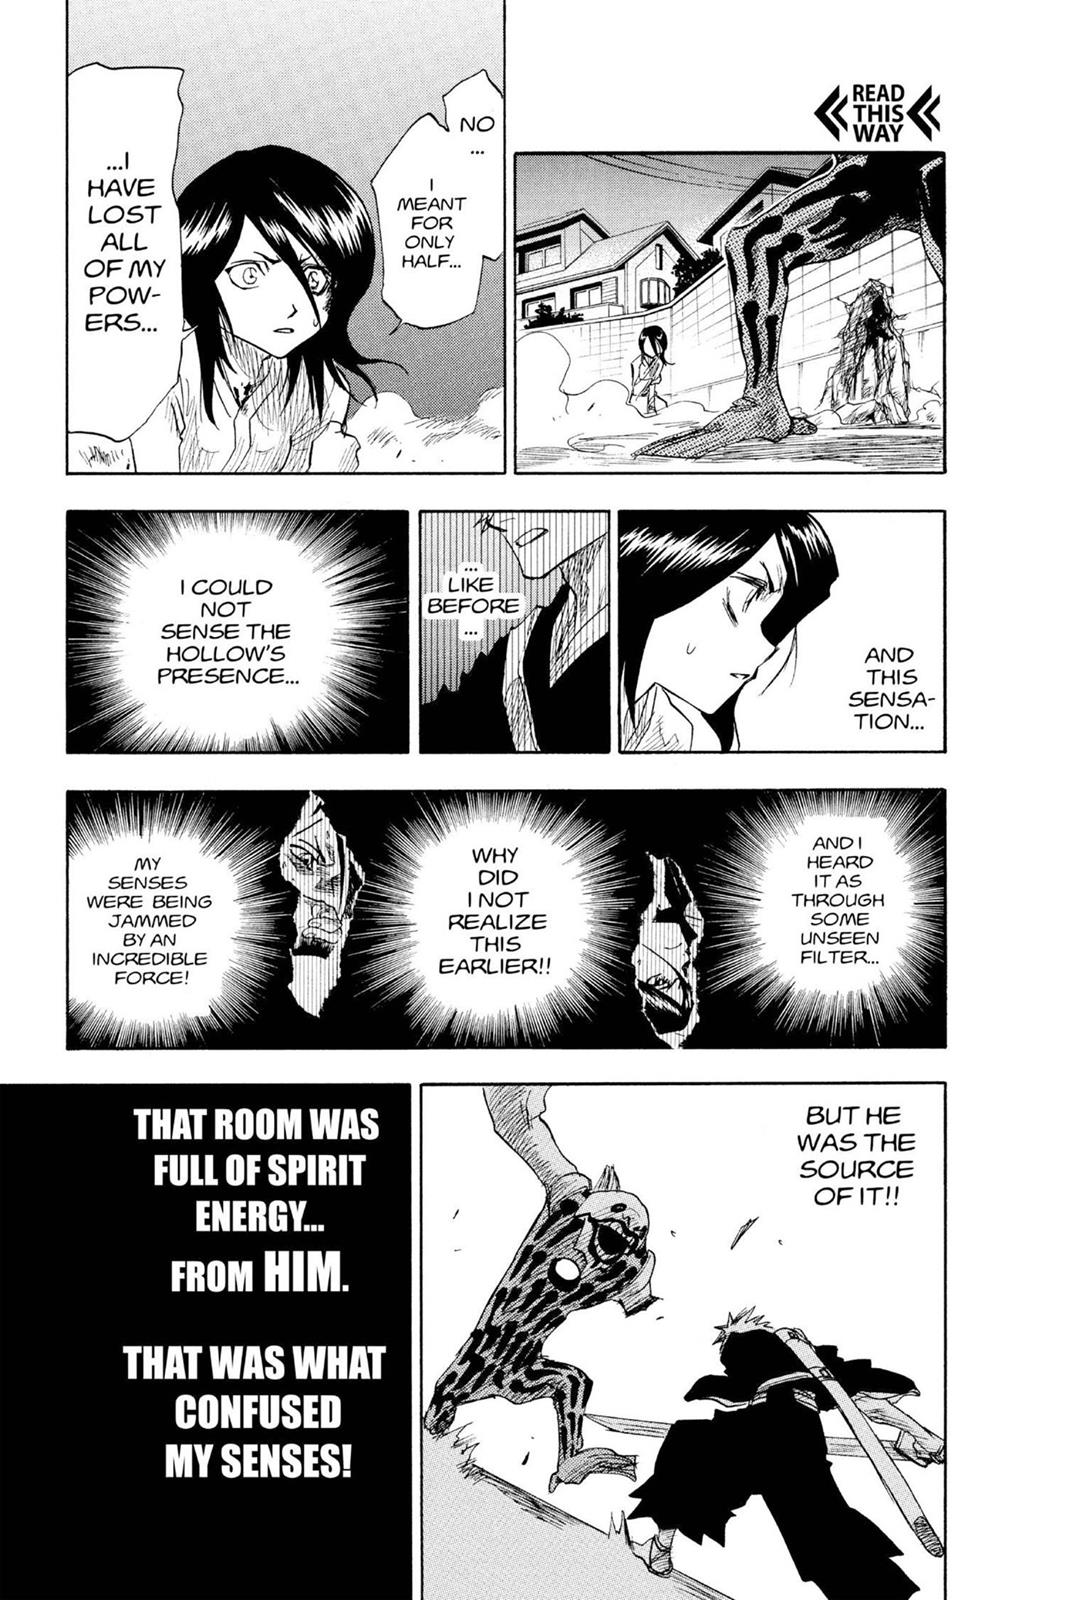 READ
THIS
WAY
NO
...
I
MEANT
FOR
ONLY
HALF...
...I
HAVE
LOST
ALL
OF MY
POW-
ERS...
AND
THIS
SENSA-
TION...
...
LIKE
BEFORE
...
I COULD
NOT
SENSE THE
HOLLOW'S
PRESENCE...
AND I
HEARD
IT AS
THROUGH
SOME
UNSEEN
FILTER...
WHY
DID
I NOT
REALIZE
THIS
EARLIER!!
MY
SENSES
WERE BEING
JAMMED
BY AN
INCREDIBLE
FORCE!
BUT HE
WAS THE
SOURCE
OF IT!!
THAT ROOM WAS
FULL OF SPIRIT
ENERGY...
FROM HIM.
THAT WAS WHAT
CONFUSED
MY SENSES!